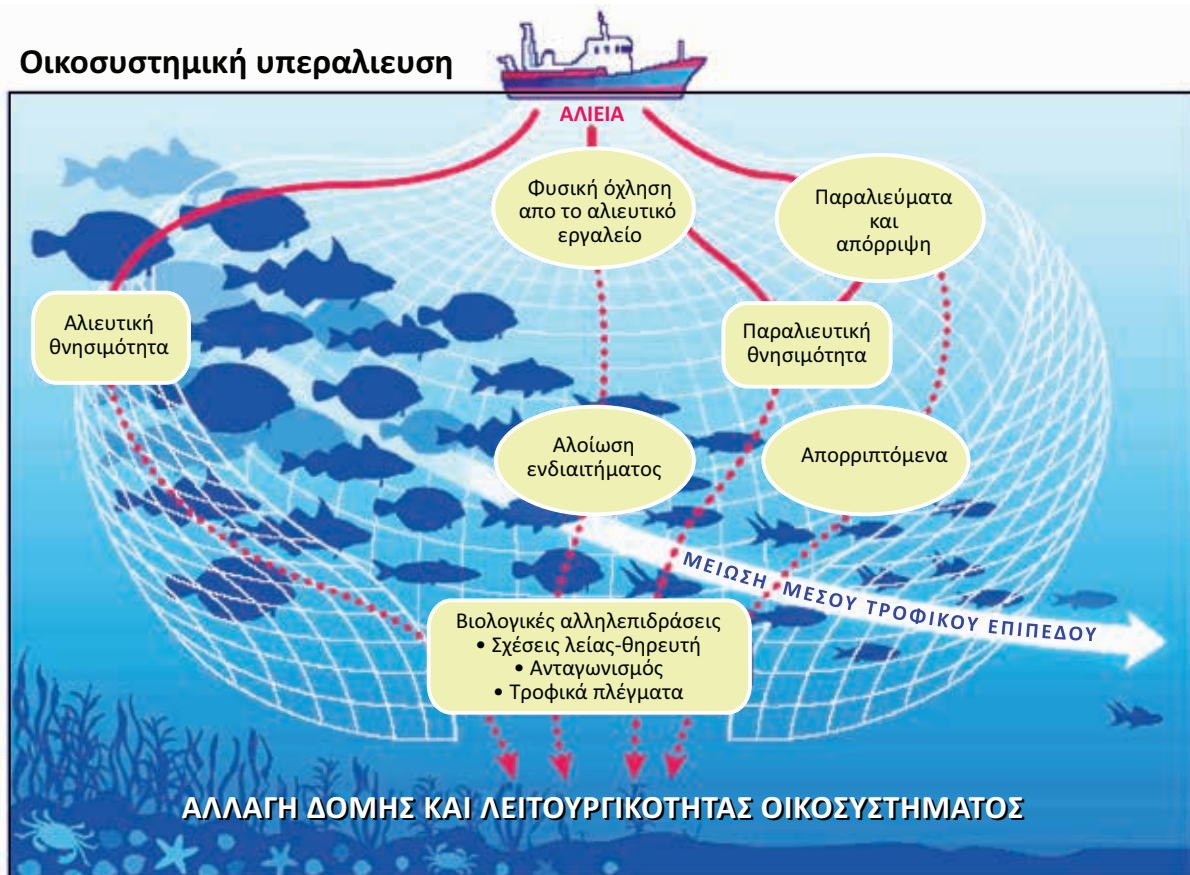 Οικοσυστημική υπεραλιευση
ΑΛΙΕΙΑ
Φυσική όχληση
απο το αλιευτικό
εργαλείο
Παραλιεύματα
και
απόρριψη
Αλιευτική
θνησιμότητα
Παραλιευτική
θνησιμότητα
Αλοίωση
ενδιαιτήματος
Απορριπτόμενα
ΜΕΙΩΣΗ ΜΕΣΟΥ ΤΡΟΦΙΚΟΥ ΕΠΙΠΕΔΟΥ
Βιολογικές αλληλεπιδράσεις
• Σχέσεις λείας-θηρευτή
• Ανταγωνισμός
• Τροφικά πλέγματα
ΑΛΛΑΓΗ ΔΟΜΗΣ ΚΑΙ ΛΕΙΤΟΥΡΓΙΚΟΤΗΤΑΣ ΟΙΚΟΣΥΣΤΗΜΑΤΟΣ